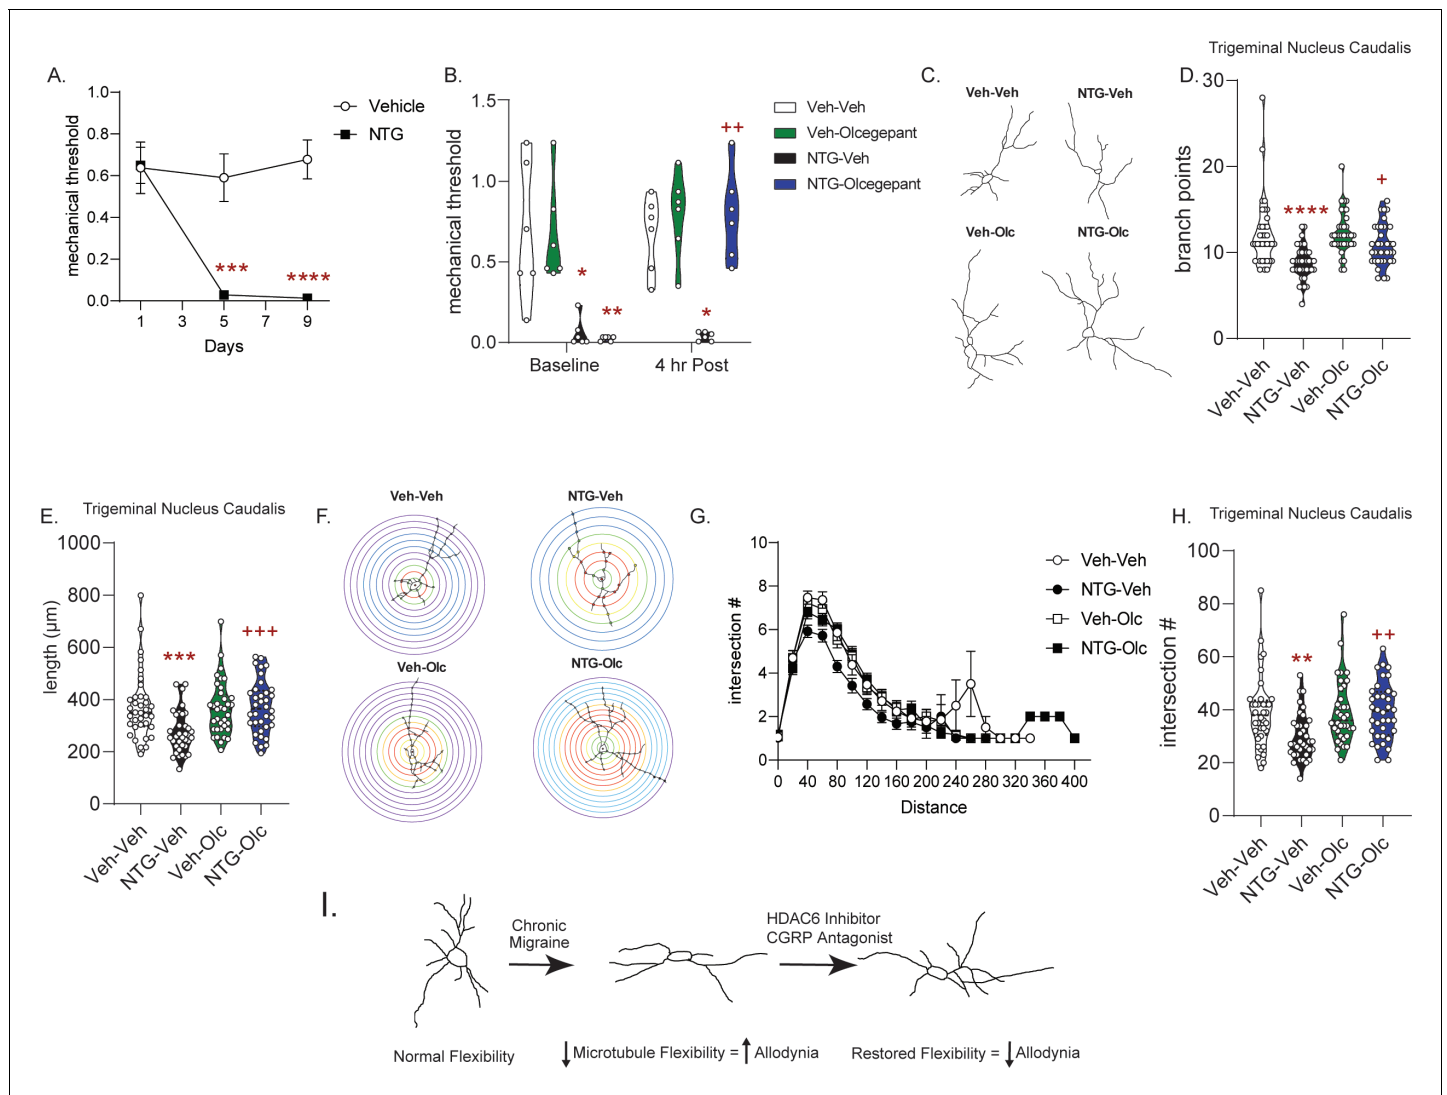 Trigeminal Nucleus Caudalis
A.
1.0
0.8
0.6
0.4
0.2
0.0
mechanical threshold
1 3 5 7 9
Days
Vehicle
NTG
***
****
B.
1.5
1.0
0.5
0.0
mechanical threshold
*
**
*
++
Baseline 4 hr Post
Veh-Veh
Veh-Olcegepant
NTG-Veh
NTG-Olcegepant
C.
Veh-Veh NTG-Veh
Veh-Olc NTG-Olc
D.
30
20
10
0
branch points
****
+
Veh-Veh
NTG-Veh
Veh-Olc
NTG-Olc
E. Trigeminal Nucleus Caudalis
1000
800
600
400
200
0
length (µm)
***
+++
Veh-Veh
NTG-Veh
Veh-Olc
NTG-Olc
F.
Veh-Veh NTG-Veh
Veh-Olc NTG-Olc
G.
10
8
6
4
2
0
intersection #
0 40 80 120 160 200 240 280 320 360 400
Distance
Veh-Veh
NTG-Veh
Veh-Olc
NTG-Olc
H. Trigeminal Nucleus Caudalis
100
80
60
40
20
0
intersection #
**
++
Veh-Veh
NTG-Veh
Veh-Olc
NTG-Olc
I.
Chronic
Migraine
HDAC6 Inhibitor
CGRP Antagonist
Normal Flexibility
↓ Microtubule Flexibility = ↑ Allodynia
Restored Flexibility = ↓ Allodynia